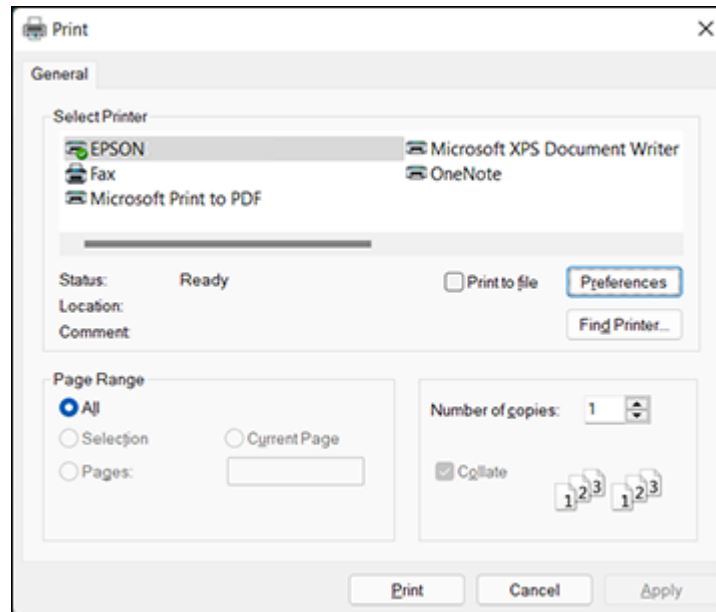 Print
General
Select Printer
EPSON
Microsoft XPS Document Writer
Fax
OneNote
Microsoft Print to PDF
Status: Ready
Print to file
Preferences
Location:
Comment:
Find Printer...
Page Range
All
Selection
Current Page
Pages:
Number of copies: 1
Collate
1 2 3 1 2 3
Print Cancel Apply